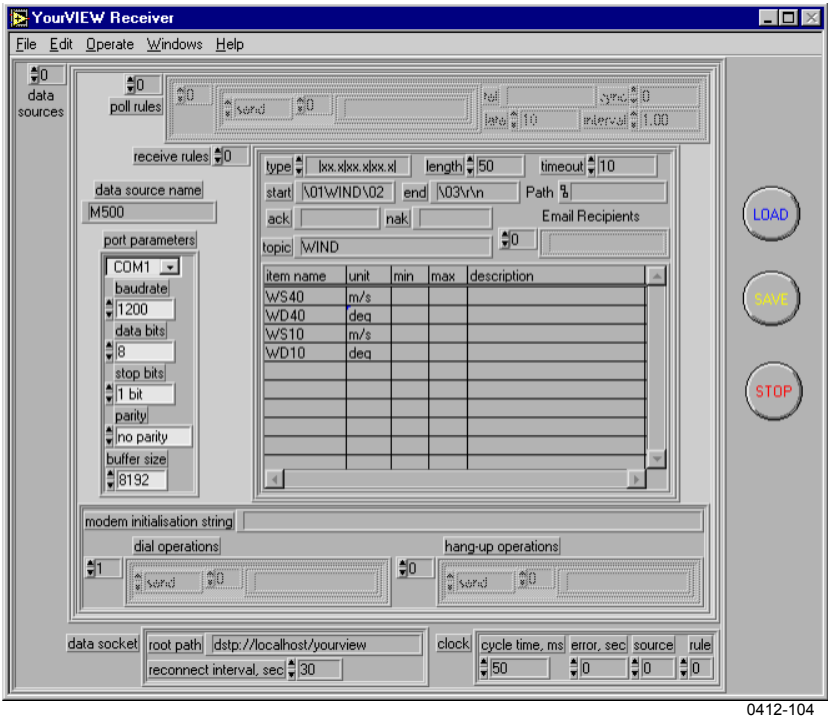 YourVIEW Receiver
File Edit Operate Windows Help
0
data
sources
0
poll rules
0
send
0
tel
sync 0
late 10
interval 1.00
receive rules 0
type |xx.x|xx.x|xx.x|
length 50
timeout 10
start \01WIND\02
end \03\r\n
Path
ack
nak
Email Recipients
topic WIND
0
data source name
M500
port parameters
COM1
baudrate
1200
data bits
8
stop bits
1 bit
parity
no parity
buffer size
8192
item name unit min max description
WS40 m/s
WD40 deg
WS10 m/s
WD10 deg
LOAD
SAVE
STOP
modem initialisation string
dial operations
1
send
0
hang-up operations
0
send
0
data socket
root path dstp://localhost/yourview
reconnect interval, sec 30
clock
cycle time, ms error, sec source rule
50 0 0 0
0412-104